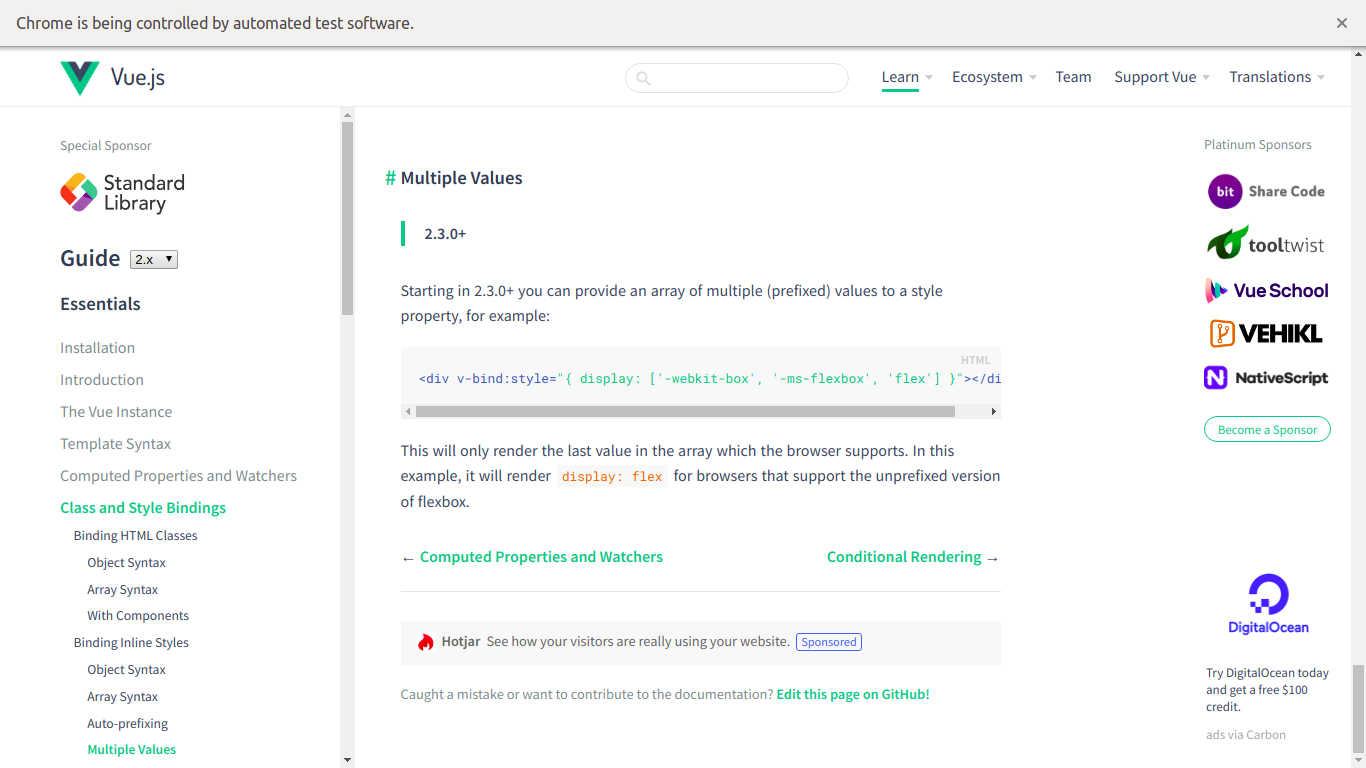 Chrome is being controlled by automated test software.
Vue.js
Learn
Ecosystem
Team
Support Vue
Translations
Special Sponsor
Standard
Library
Guide 2.x
Essentials
Installation
Introduction
The Vue Instance
Template Syntax
Computed Properties and Watchers
Class and Style Bindings
Binding HTML Classes
Object Syntax
Array Syntax
With Components
Binding Inline Styles
Object Syntax
Array Syntax
Auto-prefixing
Multiple Values
# Multiple Values
2.3.0+
Starting in 2.3.0+ you can provide an array of multiple (prefixed) values to a style
property, for example:
HTML
<div v-bind:style="{ display: ['-webkit-box', '-ms-flexbox', 'flex'] }"></di
This will only render the last value in the array which the browser supports. In this
example, it will render display: flex for browsers that support the unprefixed version
of flexbox.
← Computed Properties and Watchers
Conditional Rendering →
Hotjar See how your visitors are really using your website. Sponsored
Caught a mistake or want to contribute to the documentation? Edit this page on GitHub!
Platinum Sponsors
bit Share Code
tooltwist
Vue School
VEHIKL
NativeScript
Become a Sponsor
DigitalOcean
Try DigitalOcean today
and get a free $100
credit.
ads via Carbon